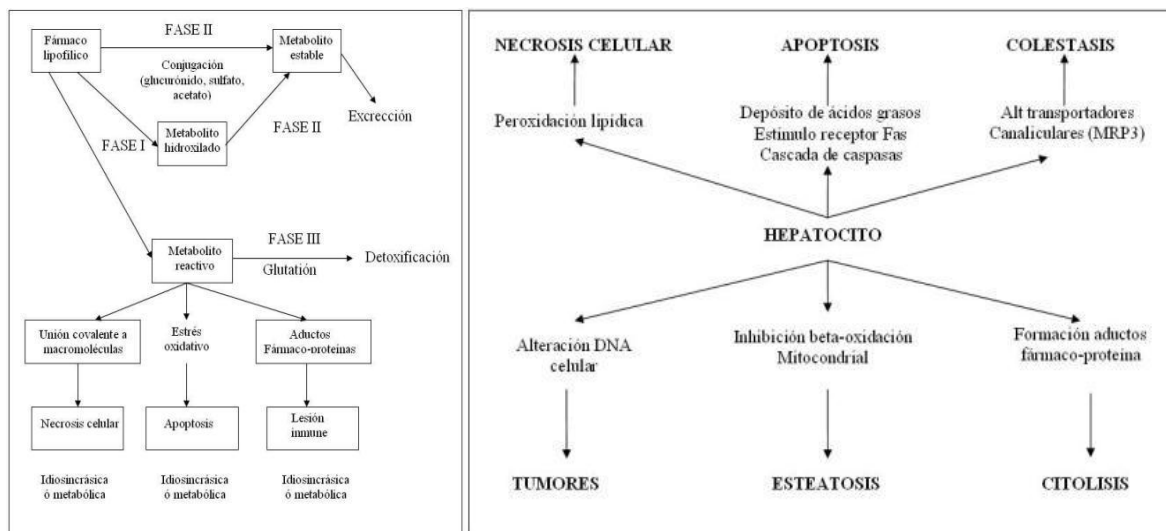 Fármaco
lipofílico
FASE II
Metabolito
estable
Conjugación
(glucurónido, sulfato,
acetato)
Excrección
FASE I
Metabolito
hidroxilado
FASE II
Metabolito
reactivo
FASE III
Glutatión
Detoxificación
Unión covalente a
macromoléculas
Estrés
oxidativo
Aductos
Fármaco-proteínas
Necrosis celular
Apoptosis
Lesión
inmune
Idiosincrásica
ó metabólica
Idiosincrásica
ó metabólica
Idiosincrásica
ó metabólica
NECROSIS CELULAR
APOPTOSIS
COLESTASIS
Peroxidación lipídica
Depósito de ácidos grasos
Estímulo receptor Fas
Cascada de caspasas
Alt transportadores
Canaliculares (MRP3)
HEPATOCITO
Alteración DNA
celular
Inhibición beta-oxidación
Mitocondrial
Formación aductos
fármaco-proteina
TUMORES
ESTEATOSIS
CITOLISIS